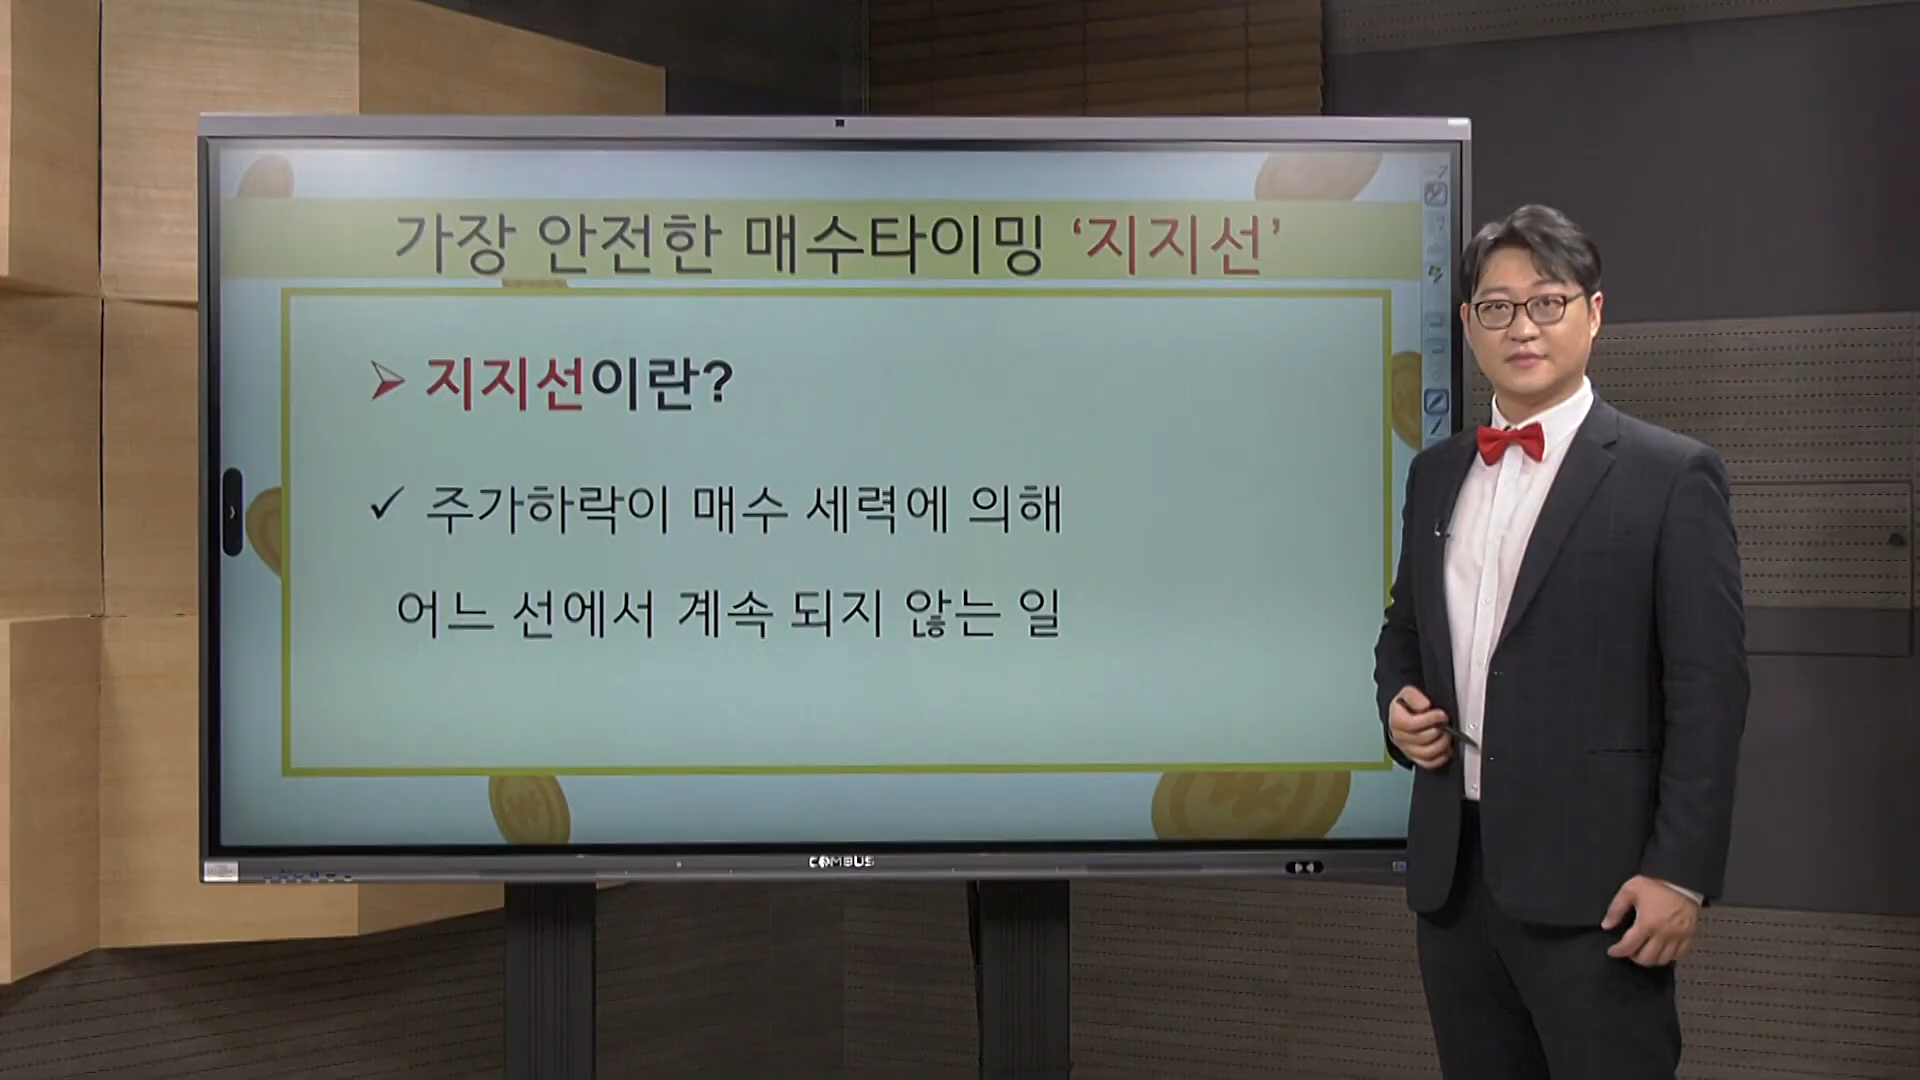 가장 안전한 매수타이밍 ‘지지선’
지지선이란?
주가하락이 매수 세력에 의해
어느 선에서 계속 되지 않는 일
COMBUS